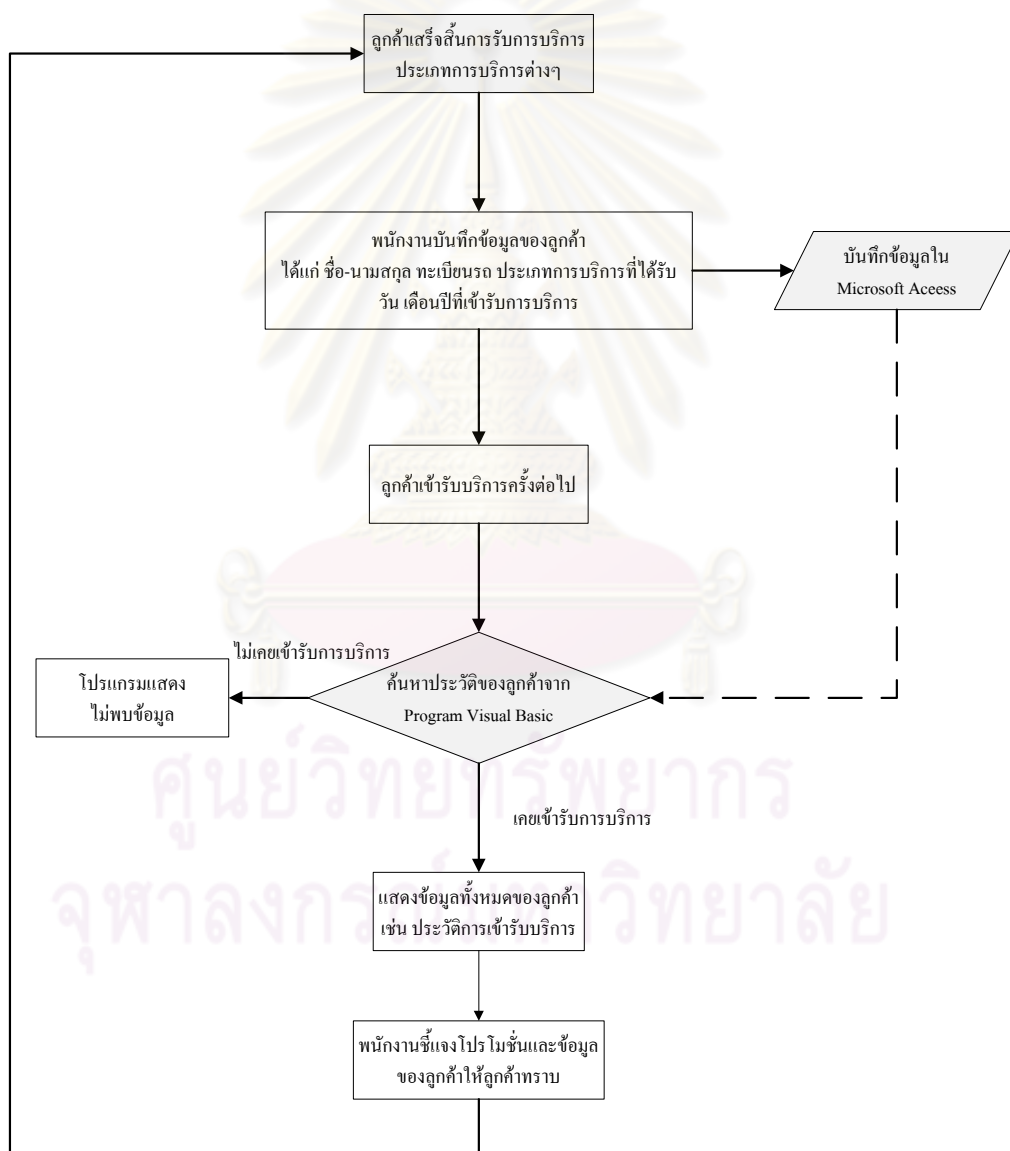 ลูกค้าเสร็จสิ้นการรับการบริการ
ประเภทการบริการต่างๆ
พนักงานบันทึกข้อมูลของลูกค้า
ได้แก่ ชื่อ-นามสกุล ทะเบียนรถ ประเภทการบริการที่ได้รับ
วัน เดือนปีที่เข้ารับการบริการ
บันทึกข้อมูลใน
Microsoft Aceess
ลูกค้าเข้ารับบริการครั้งต่อไป
ไม่เคยเข้ารับการบริการ
โปรแกรมแสดง
ไม่พบข้อมูล
ค้นหาประวัติของลูกค้าจาก
Program Visual Basic
ศูนย์วิทยทรัพยากร
เคยเข้ารับการบริการ
แสดงข้อมูลทั้งหมดของลูกค้า
เช่น ประวัติการเข้ารับบริการ
จุฬาลงกรณ์มหาวิทยาลัย
พนักงานชี้แจงโปรโมชั่นและข้อมูล
ของลูกค้าให้ลูกค้าทราบ